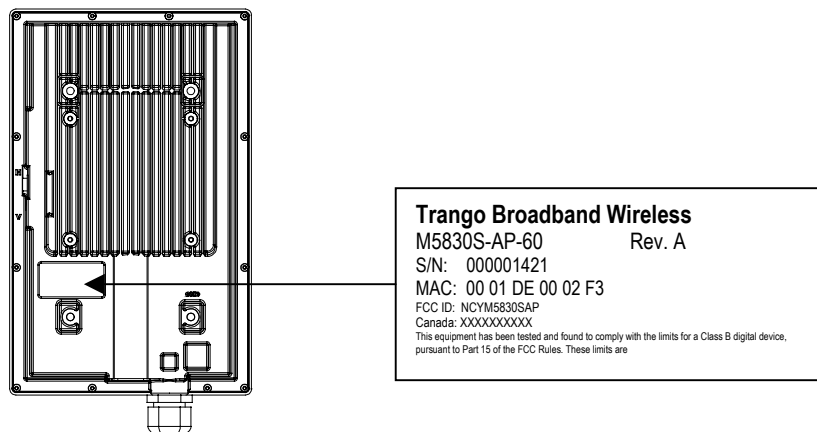 H
V
Trango Broadband Wireless
M5830S-AP-60 Rev. A
S/N: 000001421
MAC: 00 01 DE 00 02 F3
FCC ID: NCYM5830SAP
Canada: XXXXXXXXXX
This equipment has been tested and found to comply with the limits for a Class B digital device,
pursuant to Part 15 of the FCC Rules. These limits are